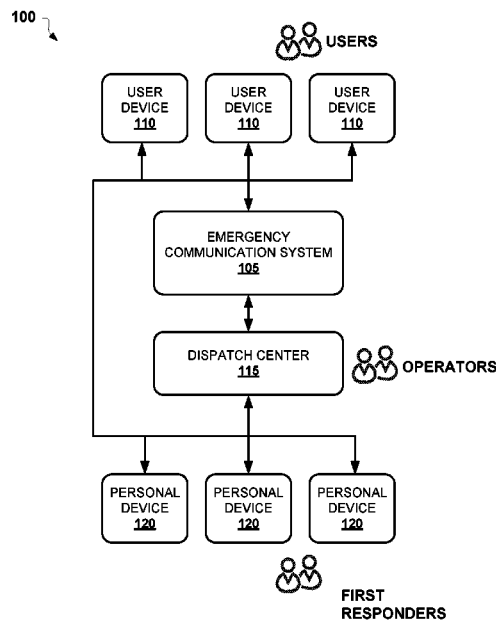 100
USERS
USER
DEVICE
110
USER
DEVICE
110
USER
DEVICE
110
EMERGENCY
COMMUNICATION SYSTEM
105
DISPATCH CENTER
115
OPERATORS
PERSONAL
DEVICE
120
PERSONAL
DEVICE
120
PERSONAL
DEVICE
120
FIRST
RESPONDERS